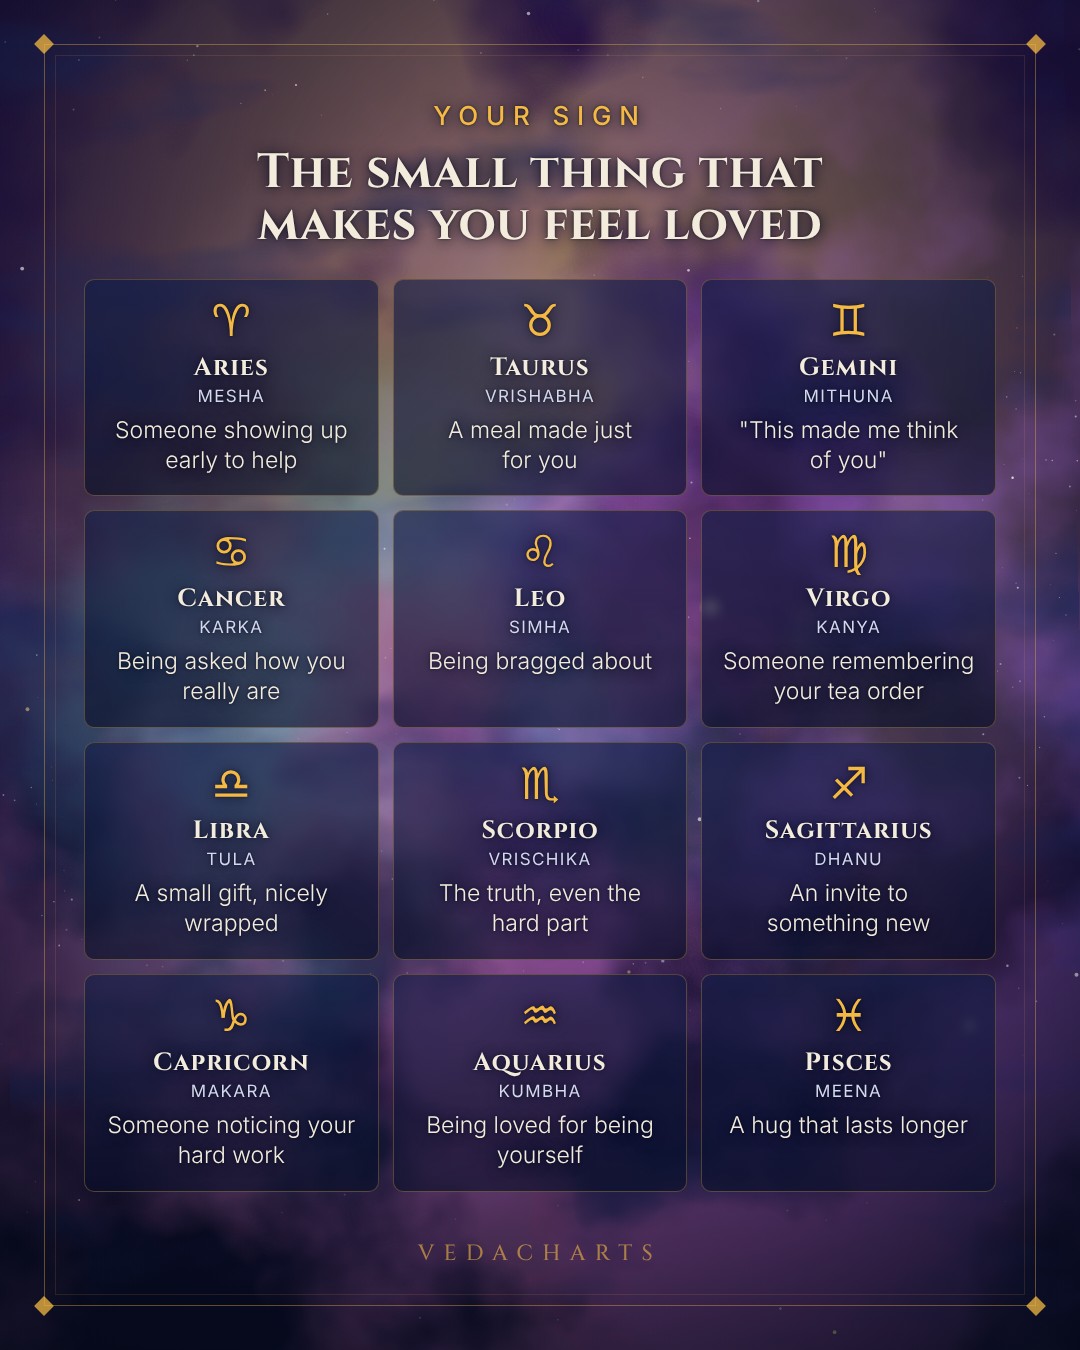 YOUR SIGN
THE SMALL THING THAT
MAKES YOU FEEL LOVED
♈
ARIES
MESHA
Someone showing up
early to help
♉
TAURUS
VRISHABHA
A meal made just
for you
♊
GEMINI
MITHUNA
"This made me think
of you"
♋
CANCER
KARKA
Being asked how you
really are
♌
LEO
SIMHA
Being bragged about
♍
VIRGO
KANYA
Someone remembering
your tea order
♎
LIBRA
TULA
A small gift, nicely
wrapped
♏
SCORPIO
VRISCHIKA
The truth, even the
hard part
♐
SAGITTARIUS
DHANU
An invite to
something new
♑
CAPRICORN
MAKARA
Someone noticing your
hard work
♒
AQUARIUS
KUMBHA
Being loved for being
yourself
♓
PISCES
MEENA
A hug that lasts longer
VEDACHARTS